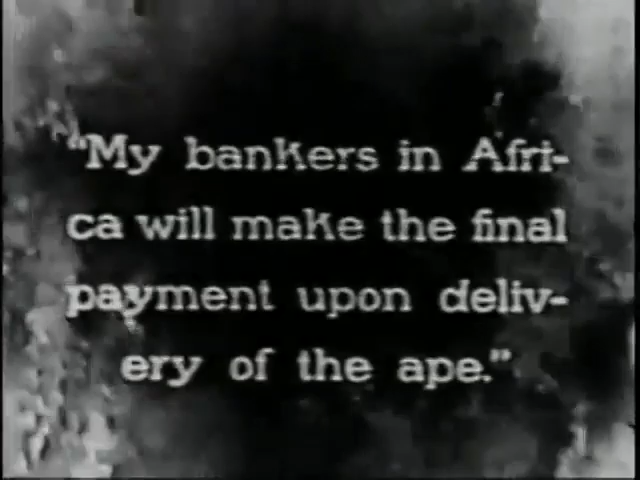 "My bankers in Afri-
ca will make the final
payment upon deliv-
ery of the ape."